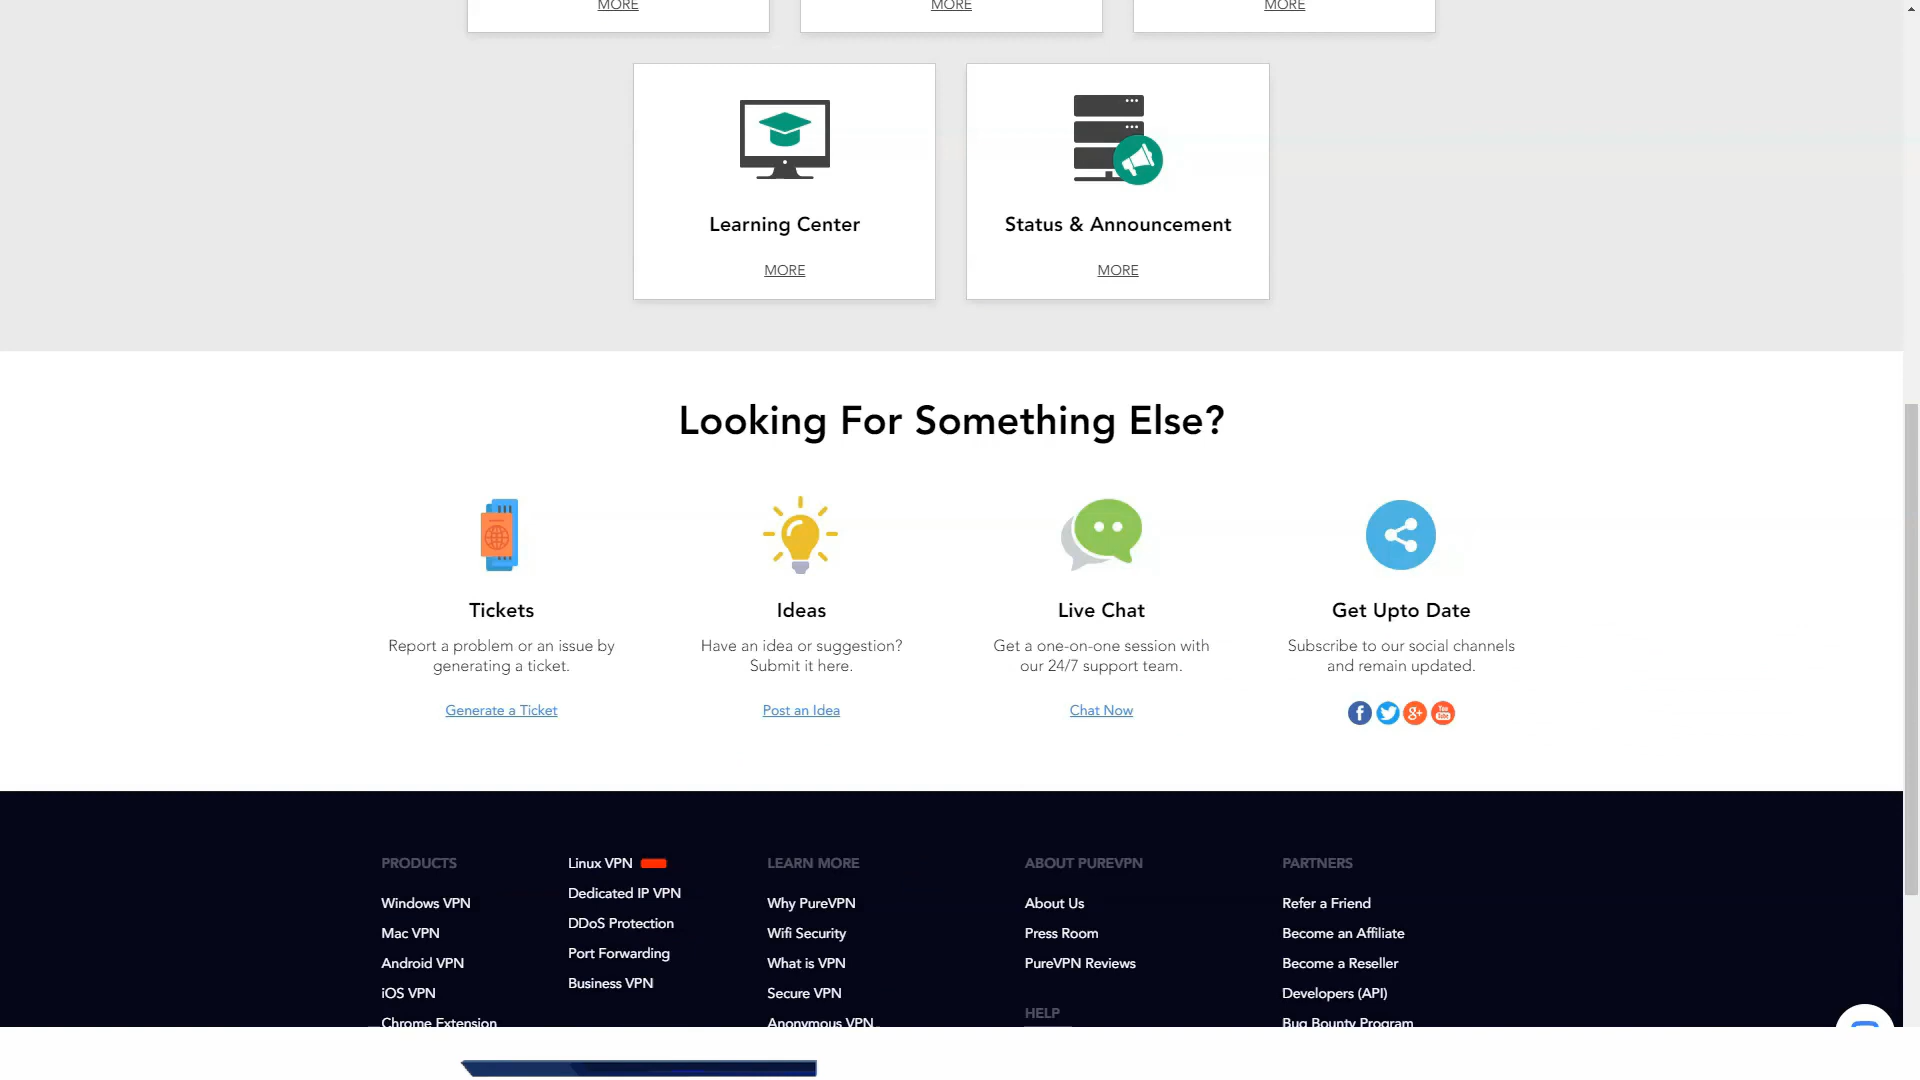 MORE
MORE
MORE
Learning Center
MORE
Status & Announcement
MORE
Looking For Something Else?
Tickets
Report a problem or an issue by
generating a ticket.
Generate a Ticket
Ideas
Have an idea or suggestion?
Submit it here.
Post an Idea
Live Chat
Get a one-on-one session with
our 24/7 support team.
Chat Now
Get Upto Date
Subscribe to our social channels
and remain updated.
PRODUCTS
Windows VPN
Mac VPN
Android VPN
iOS VPN
Chrome Extension
Linux VPN
Dedicated IP VPN
DDoS Protection
Port Forwarding
Business VPN
LEARN MORE
Why PureVPN
Wifi Security
What is VPN
Secure VPN
Anonymous VPN
ABOUT PUREVPN
About Us
Press Room
PureVPN Reviews
HELP
PARTNERS
Refer a Friend
Become an Affiliate
Become a Reseller
Developers (API)
Bug Bounty Program